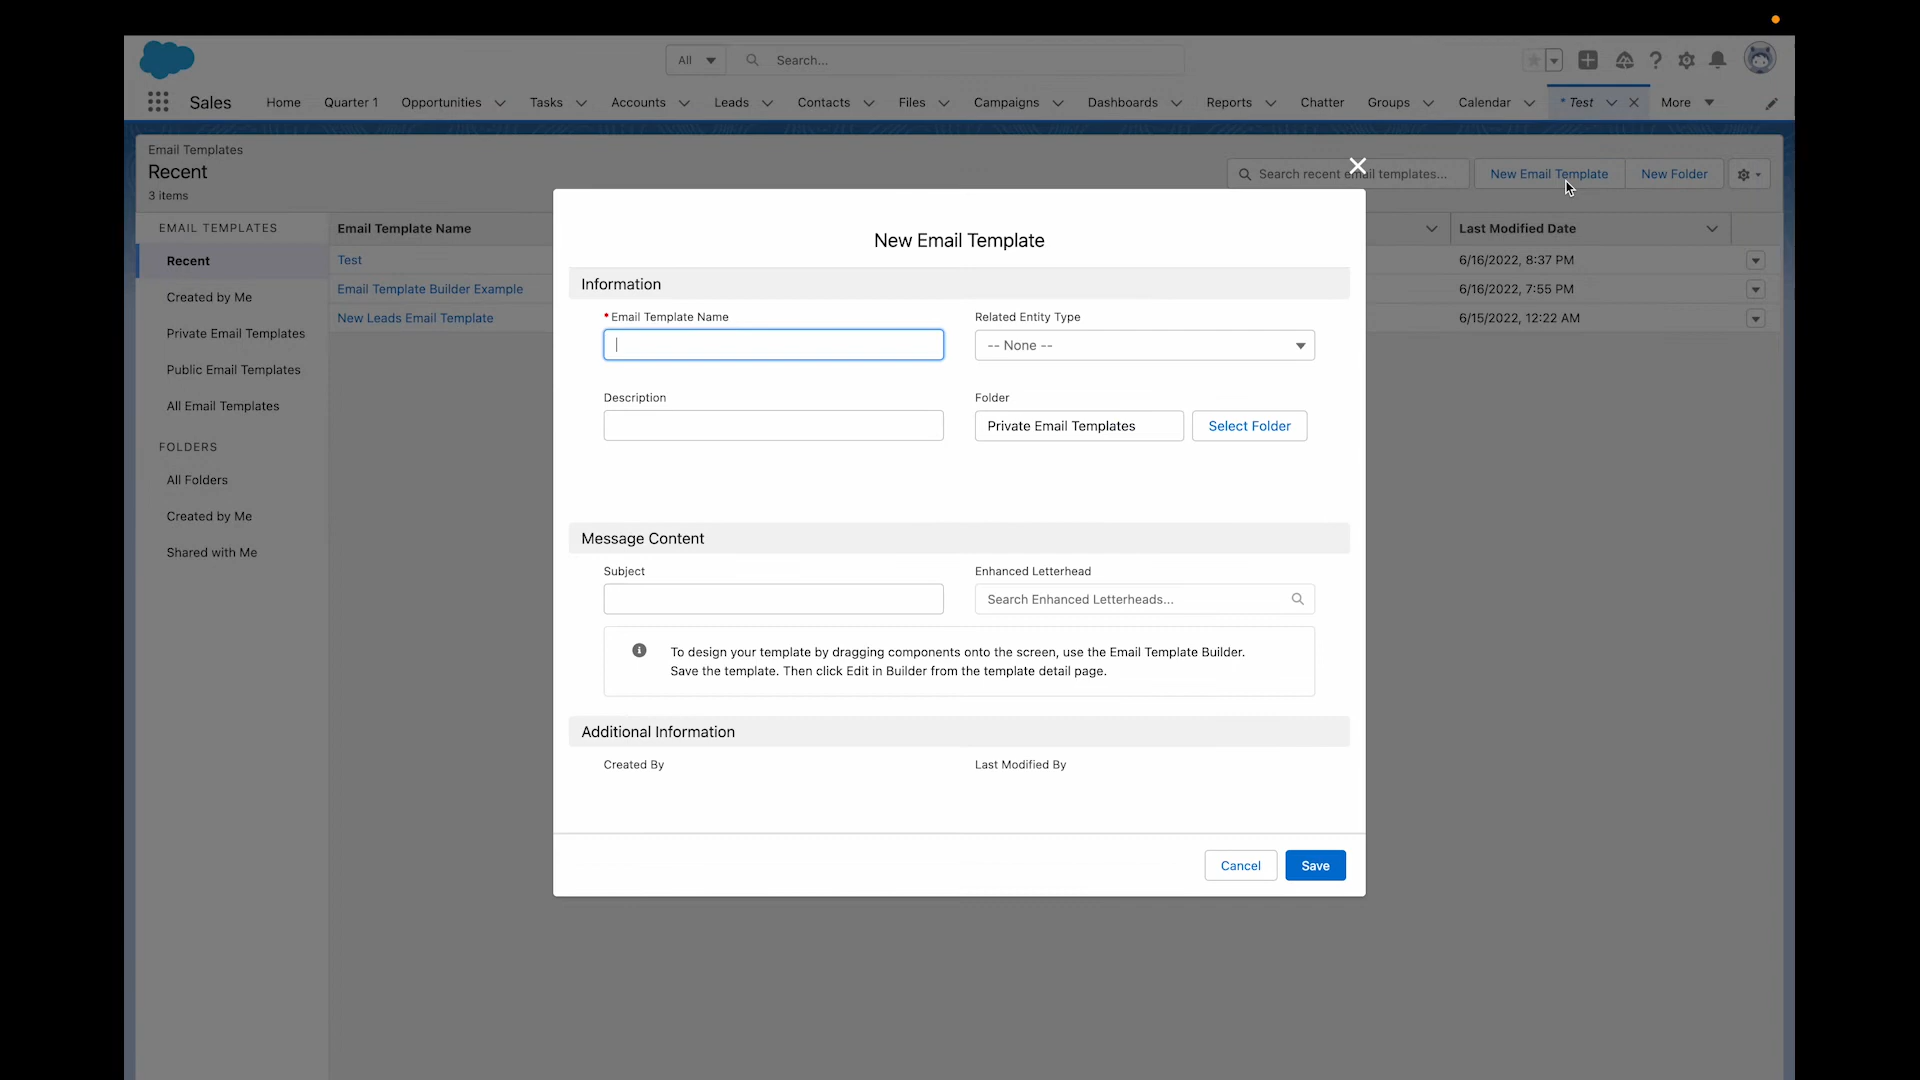 All
Search...
Sales
Home
Quarter 1
Opportunities
Tasks
Accounts
Leads
Contacts
Files
Campaigns
Dashboards
Reports
Chatter
Groups
Calendar
* Test
More
Email Templates
Recent
3 items
Search recent email templates...
New Email Template
New Folder
EMAIL TEMPLATES
Recent
Created by Me
Private Email Templates
Public Email Templates
All Email Templates
FOLDERS
All Folders
Created by Me
Shared with Me
Email Template Name
Last Modified Date
Test
6/16/2022, 8:37 PM
Email Template Builder Example
6/16/2022, 7:55 PM
New Leads Email Template
6/15/2022, 12:22 AM
New Email Template
Information
* Email Template Name
Related Entity Type
-- None --
Description
Folder
Private Email Templates
Select Folder
Message Content
Subject
Enhanced Letterhead
Search Enhanced Letterheads...
To design your template by dragging components onto the screen, use the Email Template Builder.
Save the template. Then click Edit in Builder from the template detail page.
Additional Information
Created By
Last Modified By
Cancel
Save